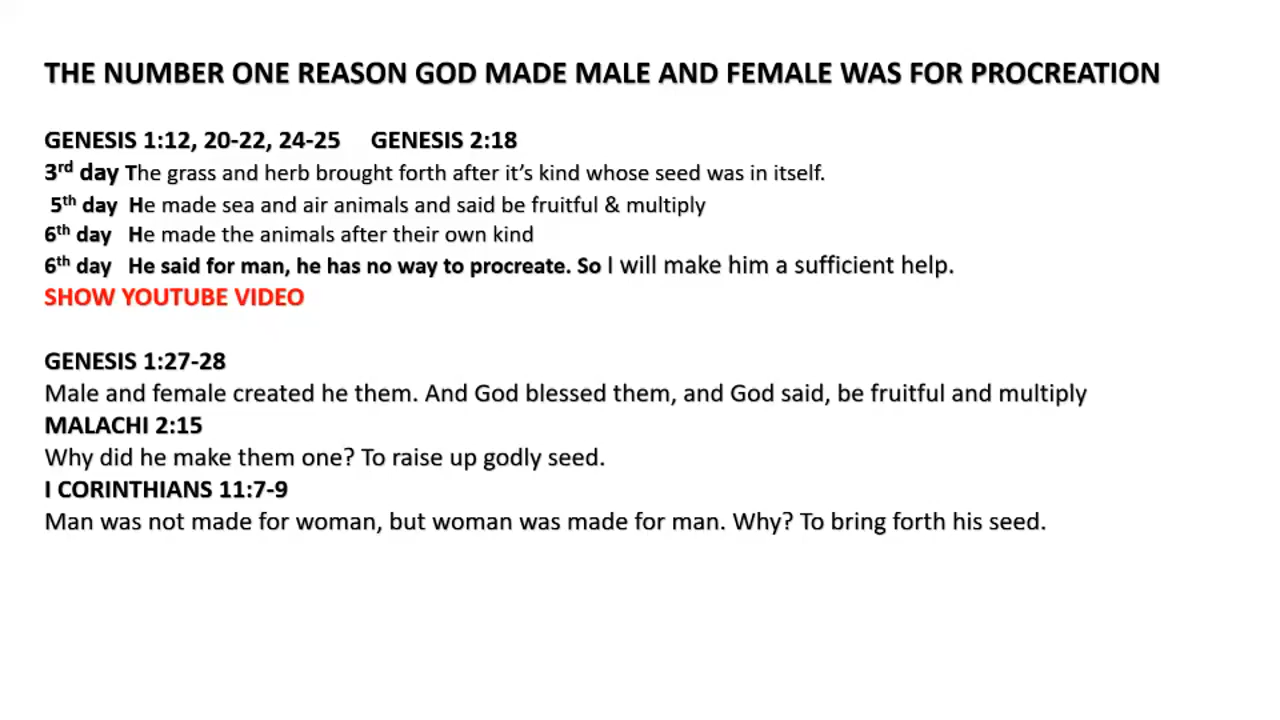 THE NUMBER ONE REASON GOD MADE MALE AND FEMALE WAS FOR PROCREATION
GENESIS 1:12, 20-22, 24-25 GENESIS 2:18
3rd day The grass and herb brought forth after it’s kind whose seed was in itself.
5th day He made sea and air animals and said be fruitful & multiply
6th day He made the animals after their own kind
6th day He said for man, he has no way to procreate. So I will make him a sufficient help.
SHOW YOUTUBE VIDEO
GENESIS 1:27-28
Male and female created he them. And God blessed them, and God said, be fruitful and multiply
MALACHI 2:15
Why did he make them one? To raise up godly seed.
I CORINTHIANS 11:7-9
Man was not made for woman, but woman was made for man. Why? To bring forth his seed.